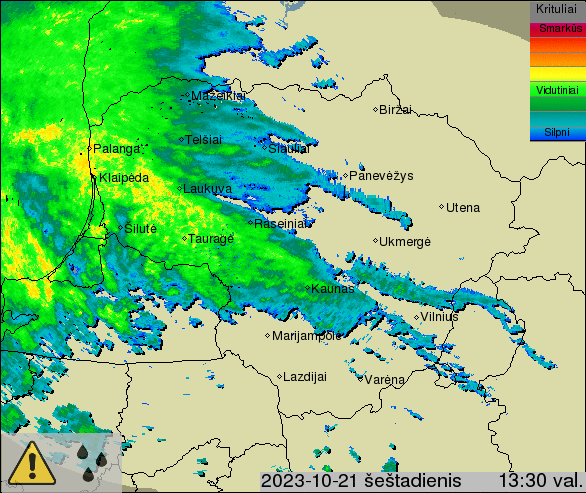 Krituliai
Smarkūs
Vidutiniai
Silpni
Mažeikiai
Biržai
Telšiai
Palanga
Šiauliai
Panevėžys
Klaipėda
Laukuva
Utena
Šilutė
Raseiniai
Tauragė
Ukmergė
Kaunas
Vilnius
Marijampolė
Lazdijai
Varėna
2023-10-21 šeštadienis 13:30 val.